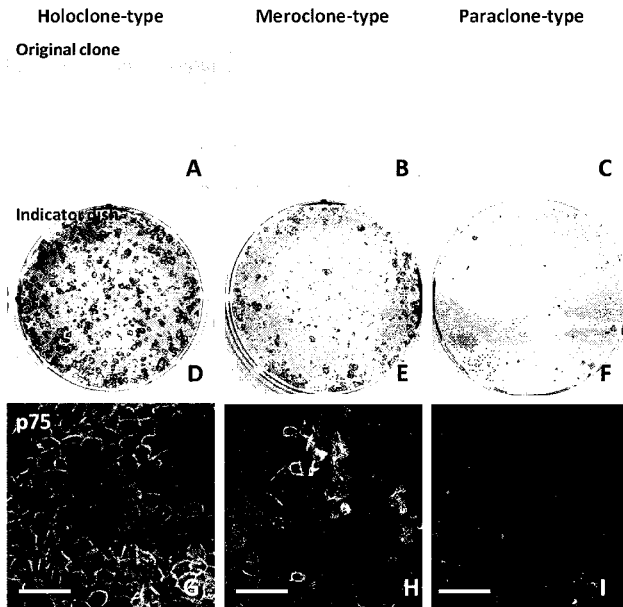 Holoclone-type Meroclone-type Paraclone-type
Original clone
A B C
Indicator dish
D E F
p75
G H I